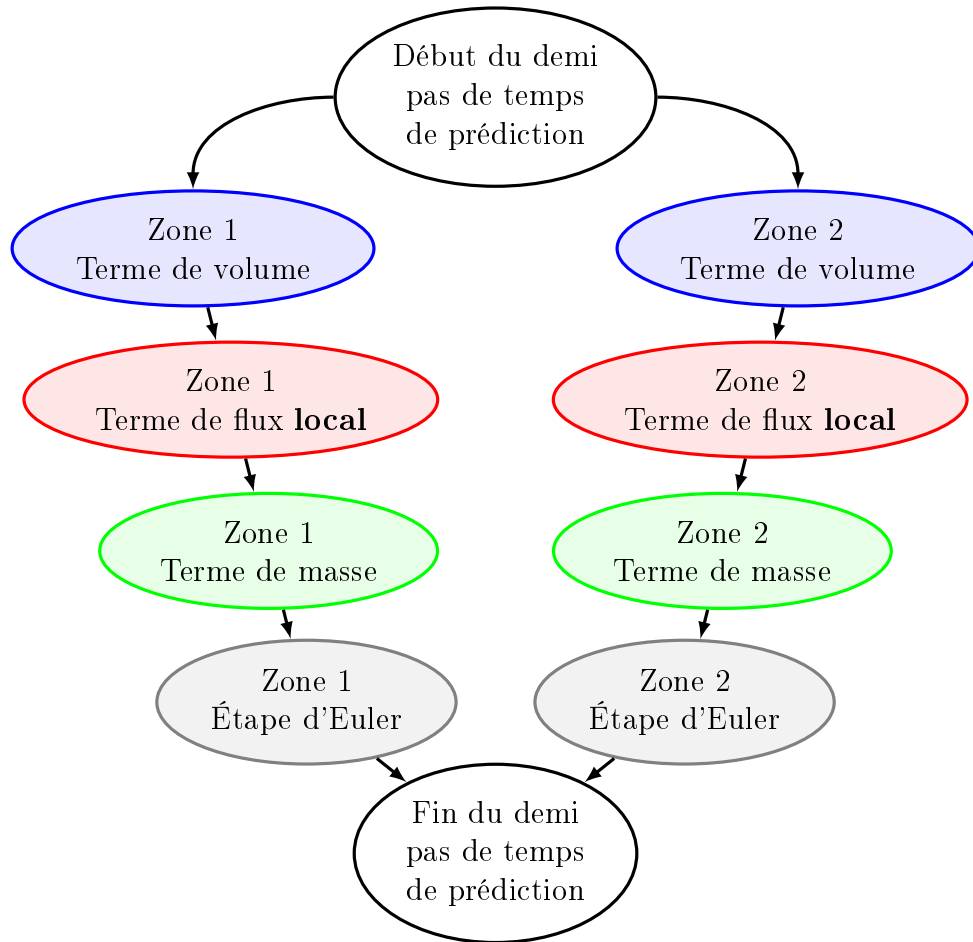 Début du demi
pas de temps
de prédiction
Zone 1
Terme de volume
Zone 2
Terme de volume
Zone 1
Terme de flux local
Zone 2
Terme de flux local
Zone 1
Terme de masse
Zone 2
Terme de masse
Zone 1
Étape d'Euler
Zone 2
Étape d'Euler
Fin du demi
pas de temps
de prédiction